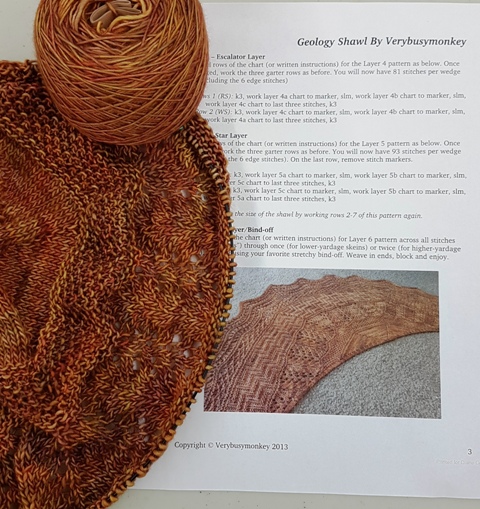 Geology Shawl By Verybusymonkey
– Escalator Layer
rows of the chart (or written instructions) for the Layer 4 pattern as below. Once
work the three garter rows as before. You will now have 81 stitches per wedge
the 6 edge stitches)
1 (RS): k3, work layer 4a chart to marker, slm, work layer 4b chart to marker, slm,
work layer 4c chart to last three stitches, k3
2 (WS): k3, work layer 4c chart to marker, slm, work layer 4b chart to marker, slm,
work layer 4a chart to last three stitches, k3
Star Layer
of the chart (or written instructions) for the Layer 5 pattern as below. Once
the three garter rows as before. You will now have 93 stitches per wedge
the 6 edge stitches). On the last row, remove stitch markers.
k3, work layer 5a chart to marker, slm, work layer 5b chart to marker, slm,
5c chart to last three stitches, k3
k3, work layer 5c chart to marker, slm, work layer 5b chart to marker, slm,
5a chart to last three stitches, k3
the size of the shawl by working rows 2-7 of this pattern again.
/Bind-off
the chart (or written instructions) for Layer 6 pattern across all stitches
through once (for lower-yardage skeins) or twice (for higher-yardage
using your favorite stretchy bind-off. Weave in ends, block and enjoy.
Copyright © Verybusymonkey 2013
3